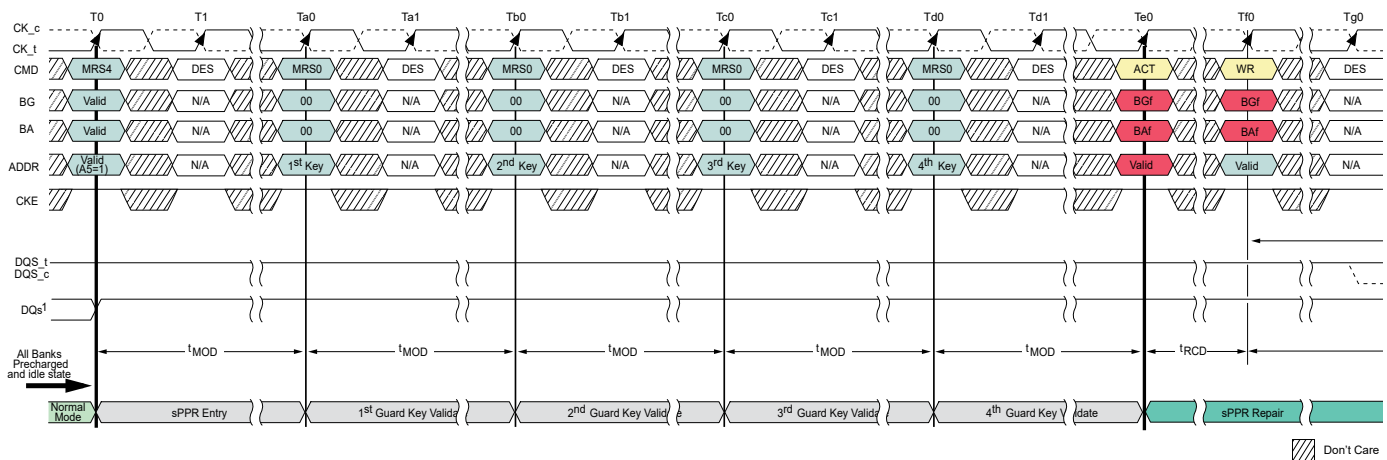 T0 T1 Ta0 Ta1 Tb0 Tb1 Tc0 Tc1 Td0 Td1 Te0 Tf0 Tg0
CK_c
CK_t
CMD MRS4 DES MRS0 DES MRS0 DES MRS0 DES MRS0 DES ACT WR DES
BG Valid N/A 00 N/A 00 N/A 00 N/A 00 N/A BGf BGf N/A
BA Valid N/A 00 N/A 00 N/A 00 N/A 00 N/A BAf BAf N/A
ADDR Valid (A5=1) N/A 1st Key N/A 2nd Key N/A 3rd Key N/A 4th Key N/A Valid Valid N/A
CKE
DQS_t
DQS_c
DQs1
tMOD tMOD tMOD tMOD tMOD tRCD
All Banks
Precharged
and idle state
Normal Mode sPPR Entry 1st Guard Key Valida 2nd Guard Key Valid e 3rd Guard Key Valida 4th Guard Key V idate sPPR Repair
Don't Care